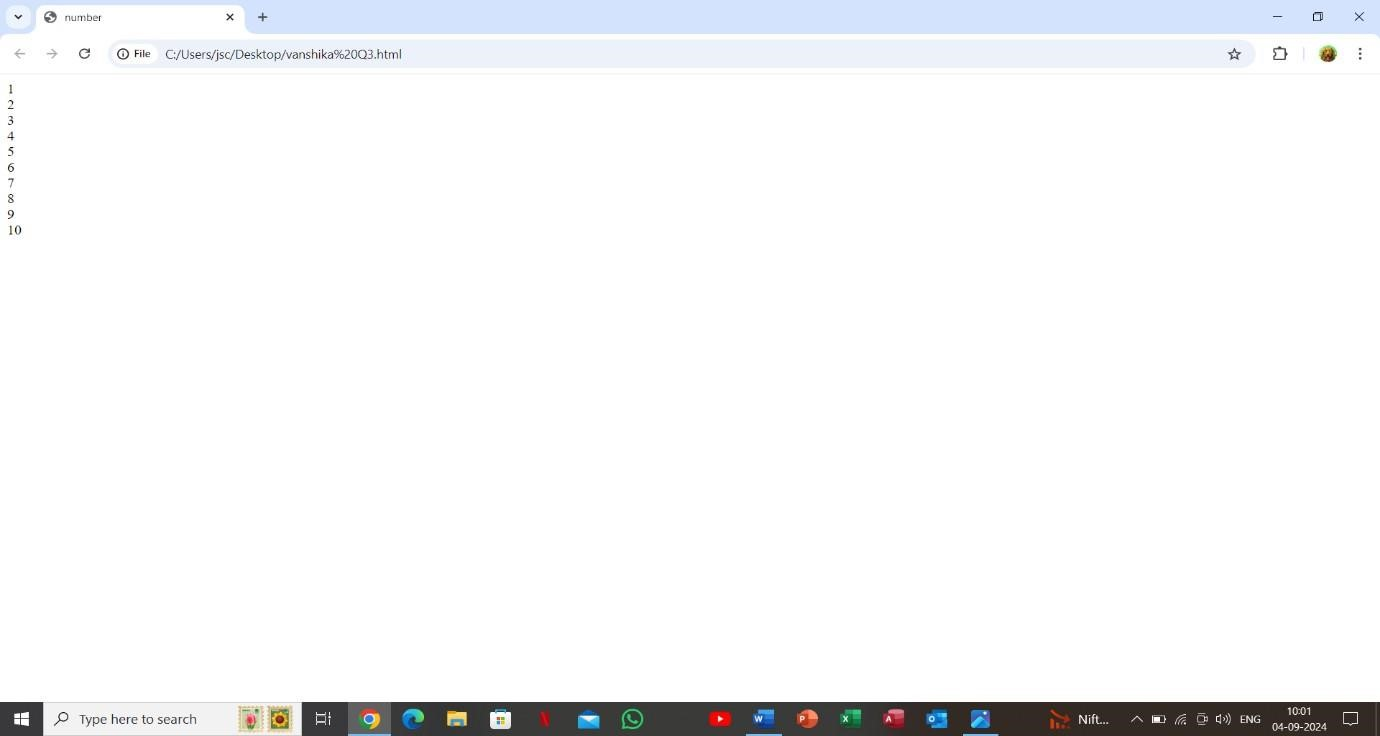 number
File C:/Users/jsc/Desktop/vanshika%20Q3.html
1
2
3
4
5
6
7
8
9
10
Type here to search
Nift...
ENG
10:01
04-09-2024